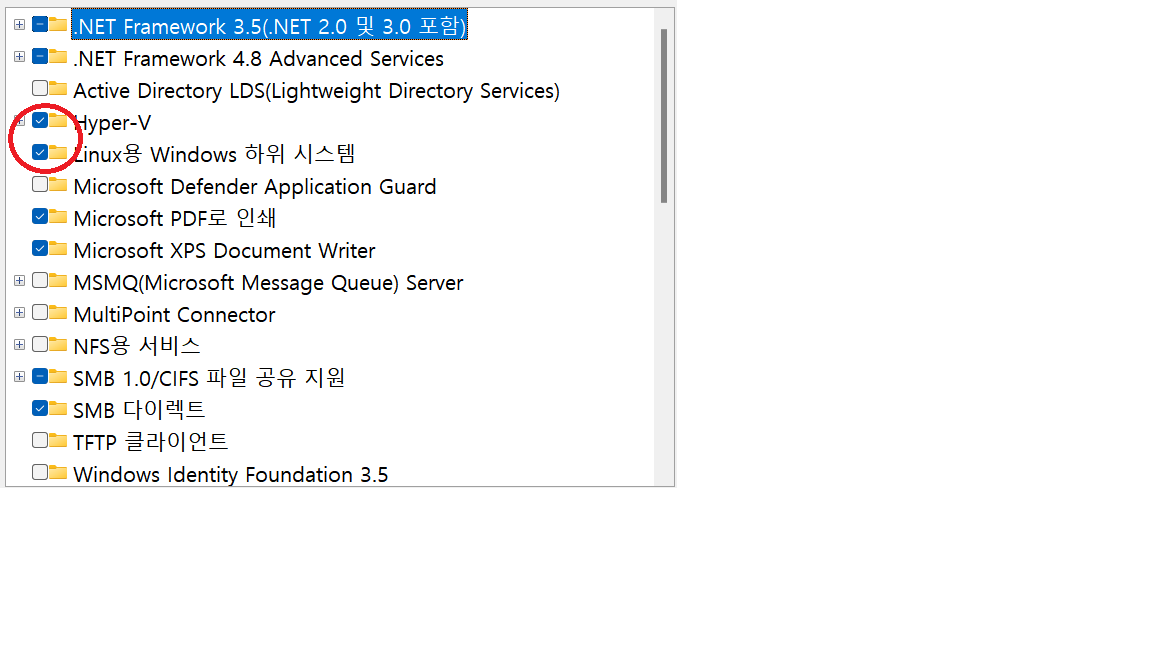 .NET Framework 3.5(.NET 2.0 및 3.0 포함)
.NET Framework 4.8 Advanced Services
Active Directory LDS(Lightweight Directory Services)
Hyper-V
Linux용 Windows 하위 시스템
Microsoft Defender Application Guard
Microsoft PDF로 인쇄
Microsoft XPS Document Writer
MSMQ(Microsoft Message Queue) Server
MultiPoint Connector
NFS용 서비스
SMB 1.0/CIFS 파일 공유 지원
SMB 다이렉트
TFTP 클라이언트
Windows Identity Foundation 3.5